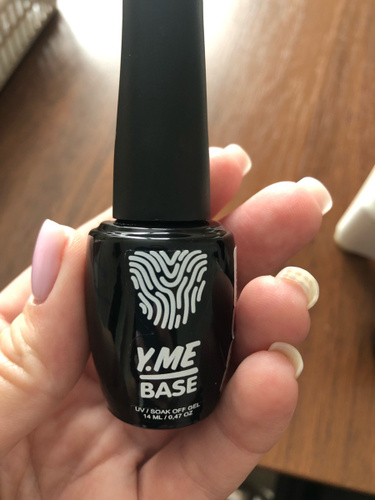 Y.ME
BASE
UV / SOAK OFF GEL
14 ML / 0,47 OZ